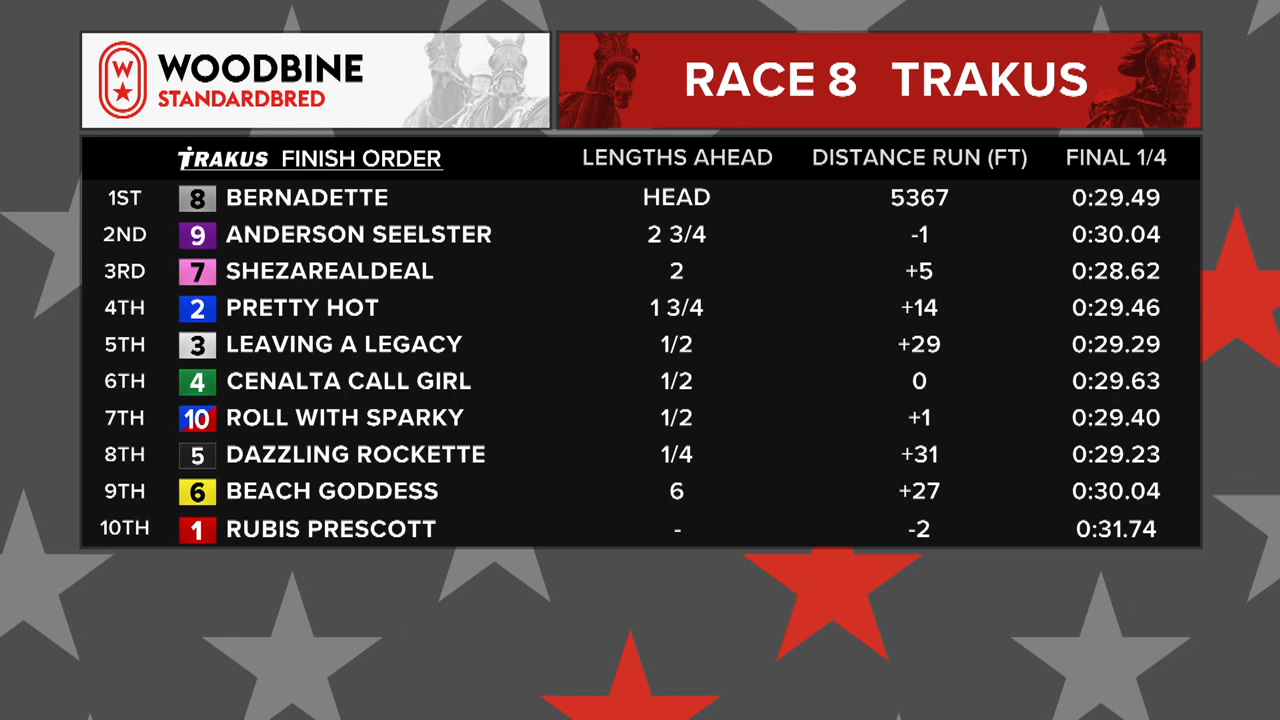 W WOODBINE
STANDARDBRED
RACE 8 TRAKUS
TRAKUS FINISH ORDER LENGTHS AHEAD DISTANCE RUN (FT) FINAL 1/4
1ST 8 BERNADETTE HEAD 5367 0:29.49
2ND 9 ANDERSON SEELSTER 2 3/4 -1 0:30.04
3RD 7 SHEZAREALDEAL 2 +5 0:28.62
4TH 2 PRETTY HOT 1 3/4 +14 0:29.46
5TH 3 LEAVING A LEGACY 1/2 +29 0:29.29
6TH 4 CENALTA CALL GIRL 1/2 0 0:29.63
7TH 10 ROLL WITH SPARKY 1/2 +1 0:29.40
8TH 5 DAZZLING ROCKETTE 1/4 +31 0:29.23
9TH 6 BEACH GODDESS 6 +27 0:30.04
10TH 1 RUBIS PRESCOTT - -2 0:31.74